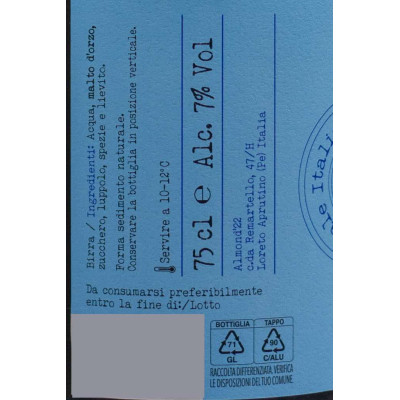 Birra / Ingredienti: Acqua, malto d'orzo,
zucchero, luppolo, spezie e lievito.
Forma sedimento naturale.
Conservare la bottiglia in posizione verticale.
Servire a 10-12°C
75 cl e Alc. 7% Vol
Almond'22
c.da Remartello, 47/H
Loreto Aprutino (Pe) Italia
Da consumarsi preferibilmente
entro la fine di:/Lotto
BOTTIGLIA TAPPO
71 90
GL C/ALU
RACCOLTA DIFFERENZIATA. VERIFICA
LE DISPOSIZIONI DEL TUO COMUNE.
Italy